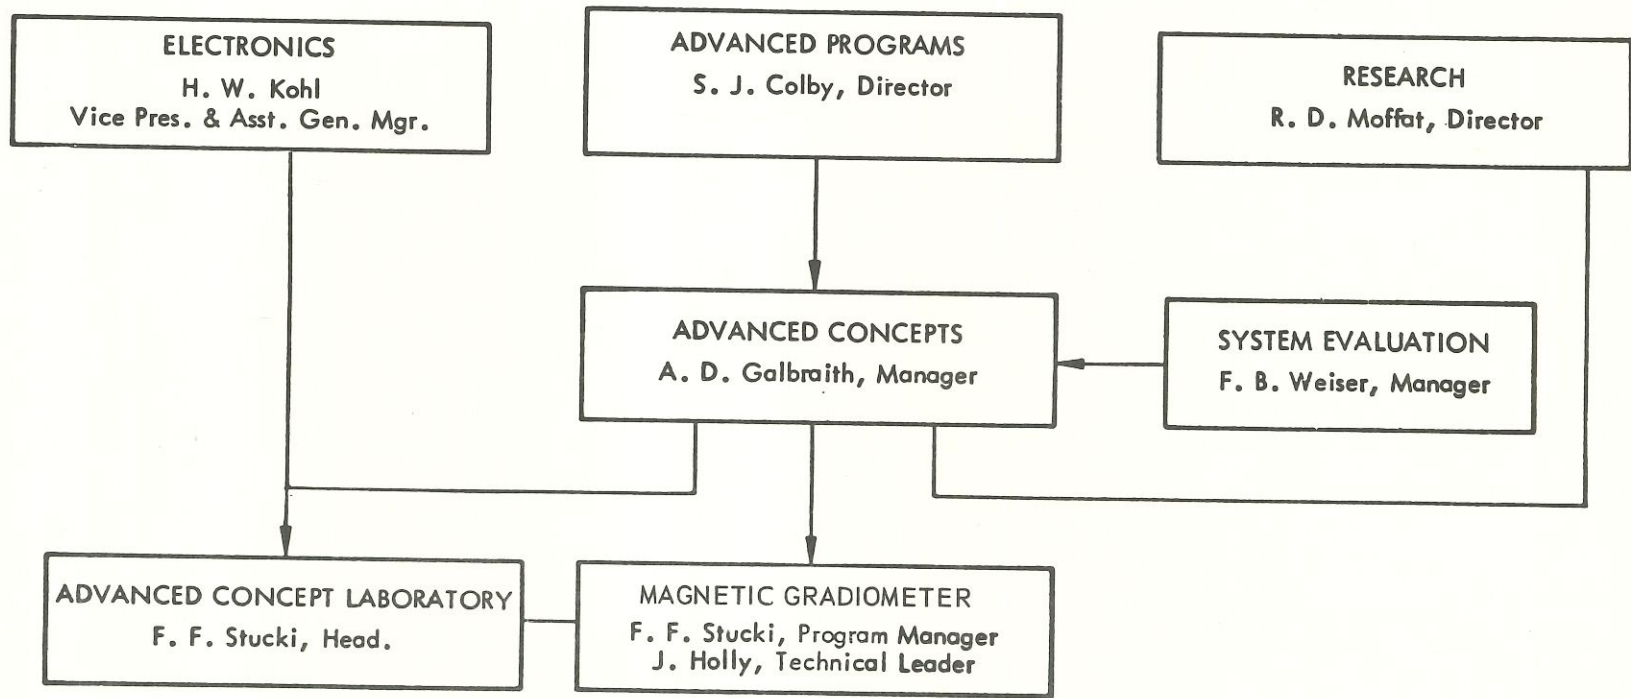 ELECTRONICS
H. W. Kohl
Vice Pres. & Asst. Gen. Mgr.
ADVANCED PROGRAMS
S. J. Colby, Director
RESEARCH
R. D. Moffat, Director
ADVANCED CONCEPTS
A. D. Galbraith, Manager
SYSTEM EVALUATION
F. B. Weiser, Manager
ADVANCED CONCEPT LABORATORY
F. F. Stucki, Head.
MAGNETIC GRADIOMETER
F. F. Stucki, Program Manager
J. Holly, Technical Leader